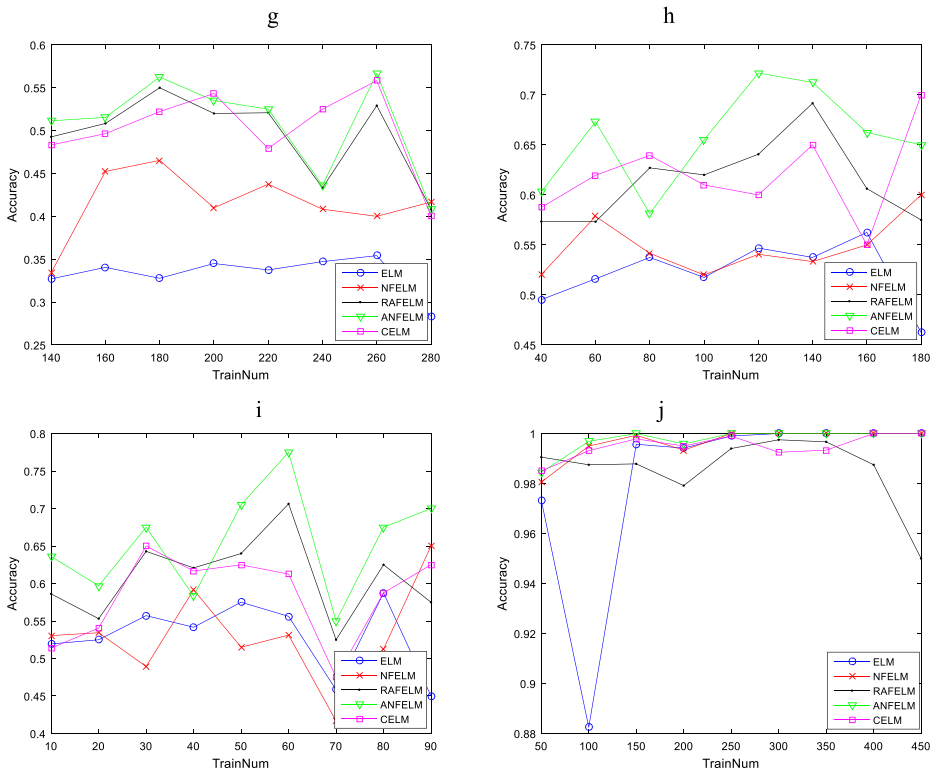 g
0.6
0.55
0.5
0.45
0.4
0.35
0.3
0.25
Accuracy
ELM
NFELM
RAFELM
ANFELM
CELM
140 160 180 200 220 240 260 280
TrainNum
h
0.75
0.7
0.65
0.6
0.55
0.5
0.45
Accuracy
ELM
NFELM
RAFELM
ANFELM
CELM
40 60 80 100 120 140 160 180
TrainNum
i
0.8
0.75
0.7
0.65
0.6
0.55
0.5
0.45
0.4
Accuracy
ELM
NFELM
RAFELM
ANFELM
CELM
10 20 30 40 50 60 70 80 90
TrainNum
j
1
0.98
0.96
0.94
0.92
0.9
0.88
Accuracy
ELM
NFELM
RAFELM
ANFELM
CELM
50 100 150 200 250 300 350 400 450
TrainNum